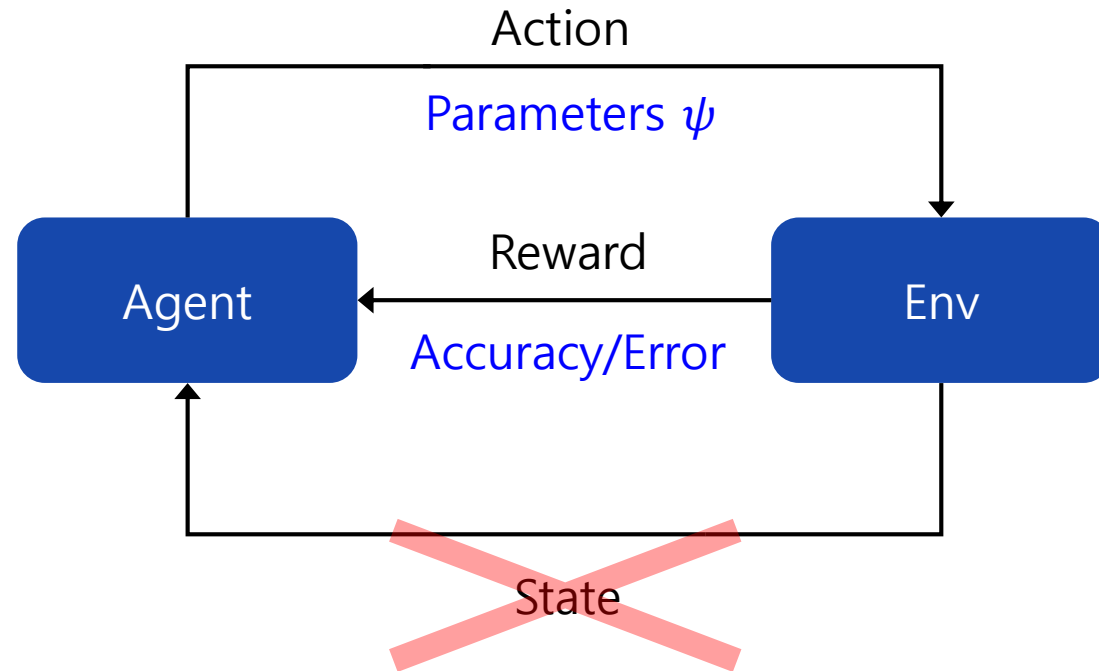 Action
Parameters ψ
Agent
Reward
Env
Accuracy/Error
State